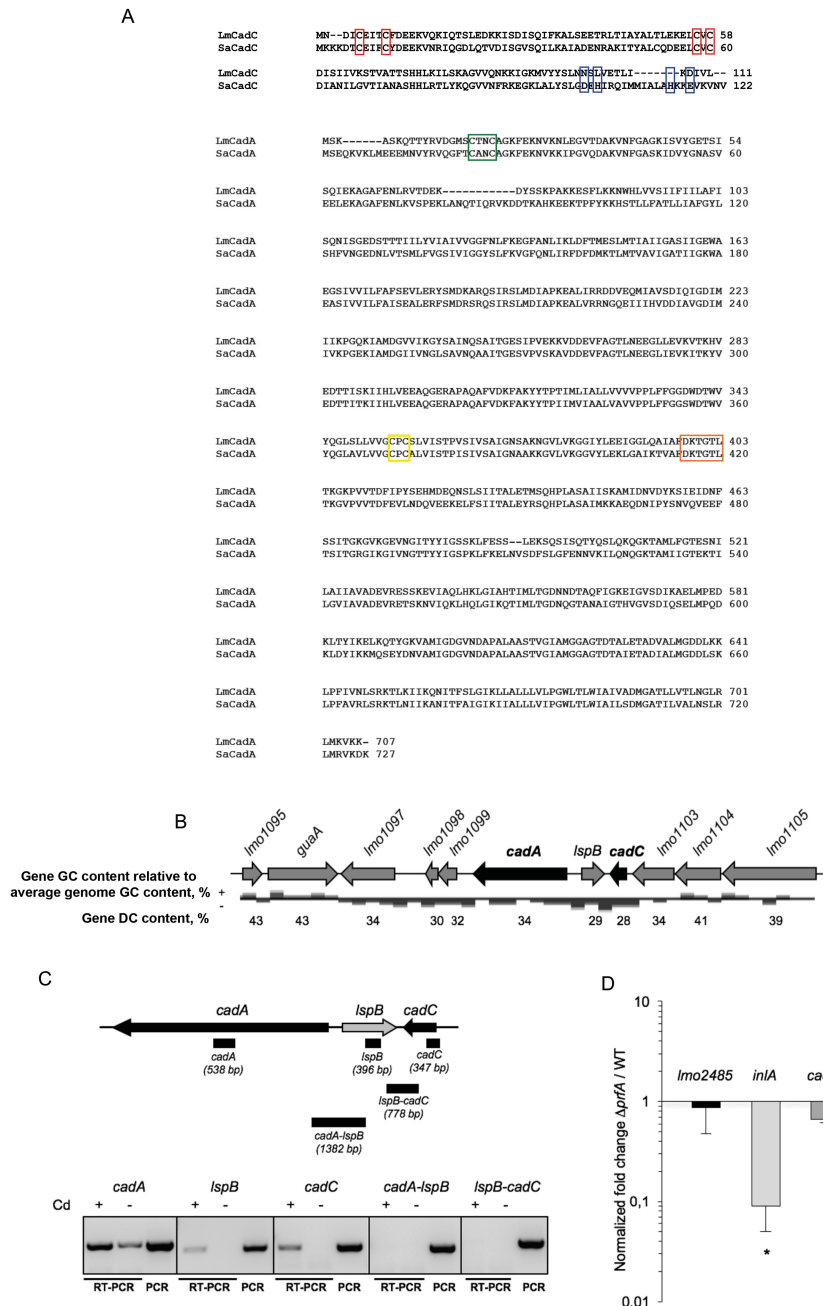 A
LmCadC MN--DICEITCFDEEKVQKIQTSLEDKKISDISQIFKALSEETRLTIAYALTLEKELCVC 58
SaCadC MKKKDTCEIFCYDEEKVNRIQGDLQTVDISGVSQILKAIADENRAKITYALCQDEELCVC 60
LmCadC DISIIVKSTVATTSHHLKILSKAGVVQNKKIGKMVYYSLNNSLVETLI-------KDIVL-- 111
SaCadC DIANILGVTIANASHHLRTLYKQGVVNFRKEGKLALYSLGDEHIRQIMMIALAHKKEVKVNV 122
LmCadA MSK------ASKQTTYRVDGMSCTNCAGKFEKNVKNLEGVTDAKVNFGAGKISVYGETSI 54
SaCadA MSEQKVKLMEEEMNVYRVQGFTCANCAGKFEKNVKKIPGVQDAKVNFGASKIDVYGNASV 60
LmCadA SQIEKAGAFENLRVTDEK-----------DYSSKPAKKESFLKKNWHLVVSIIFIILAFI 103
SaCadA EELEKAGAFENLKVSPEKLANQTIQRVKDDTKAHKEEKTPFYKKHSTLLFATLLIAFGYL 120
LmCadA SQNISGEDSTTTIILYVIAIVVGGFNLFKEGFANLIKLDFTMESLMTIAIIGASIIGEWA 163
SaCadA SHFVNGEDNLVTSMLFVGSIVIGGYSLFKVGFQNLIRFDFDMKTLMTVAVIGATIIGKWA 180
LmCadA EGSIVVILFAFSEVLERYSMDKARQSIRSLMDIAPKEALIRRDDVEQMIAVSDIQIGDIM 223
SaCadA EASIVVILFAISEALERFSMDRSRQSIRSLMDIAPKEALVRRNGQEIIIHVDDIAVGDIM 240
LmCadA IIKPGQKIAMDGVVIKGYSAINQSAITGESIPVEKKVDDEVFAGTLNEEGLLEVKVTKHV 283
SaCadA IVKPGEKIAMDGIIVNGLSAVNQAAITGESVPVSKAVDDEVFAGTLNEEGLIEVKITKYV 300
LmCadA EDTTISKIIHLVEEAQGERAPAQAFVDKFAKYYTPTIMLIALLVVVVPPLFFGGDWDTWV 343
SaCadA EDTTITKIIHLVEEAQGERAPAQAFVDKFAKYYTPIIMVIAALVAVVPPLFFGGSWDTWV 360
LmCadA YQGLSLLVVGCPCSLVISTPVSIVSAIGNSAKNGVLVKGGIYLEEIGGLQAIAFDKTGTL 403
SaCadA YQGLAVLVVGCPCALVISTPISIVSAIGNAAKKGVLVKGGVYLEKLGAIKTVAFDKTGTL 420
LmCadA TKGKPVVTDFIPYSEHMDEQNSLSIITALETMSQHPLASAIISKAMIDNVDYKSIEIDNF 463
SaCadA TKGVPVVTDFEVLNDQVEEKELFSIITALEYRSQHPLASAIMKKAEQDNIPYSNVQVEEF 480
LmCadA SSITGKGVKGEVNGITYYIGSSKLFESS--LEKSQSISQTYQSLQKQGKTAMLFGTESNI 521
SaCadA TSITGRGIKGIVNGTTYYIGSPKLFKELNVSDFSLGFENNVKILQNQGKTAMIIGTEKTI 540
LmCadA LAIIAVADEVRESSKEVIAQLHKLGIAHTIMLTGDNNDTAQFIGKEIGVSDIKAELMPED 581
SaCadA LGVIAVADEVRETSKNVIQKLHQLGIKQTIMLTGDNQGTANAIGTHVGVSDIQSELMPQD 600
LmCadA KLTYIKELKQTYGKVAMIGDGVNDAPALAASTVGIAMGGAGTDTALETADVALMGDDLKK 641
SaCadA KLDYIKKMQSEYDNVAMIGDGVNDAPALAASTVGIAMGGAGTDTAIETADIALMGDDLSK 660
LmCadA LPFIVNLSRKTLKIIKQNITFSLGIKLLALLLVLPGWLTLWIAIVADMGATLLVTLNGLR 701
SaCadA LPFAVRLSRKTLNIIKANITFAIGIKIIALLLVIPGWLTLWIAILSDMGATILVALNSLR 720
LmCadA LMKVKK- 707
SaCadA LMRVKDK 727
B
lmo1095 guaA lmo1097 lmo1098 lmo1099 cadA lspB cadC lmo1103 lmo1104 lmo1105
Gene GC content relative to
average genome GC content, % +
-
Gene DC content, % 43 43 34 30 32 34 29 28 34 41 39
C
cadA lspB cadC
cadA lspB cadC
(538 bp) (396 bp) (347 bp)
lspB-cadC
(778 bp)
cadA-lspB
(1382 bp)
cadA lspB cadC cadA-lspB lspB-cadC
Cd + - + - + - + - + -
RT-PCR PCR RT-PCR PCR RT-PCR PCR RT-PCR PCR RT-PCR PCR
D
Normalized fold change ΔprfA / WT
10
lmo2485 inlA
1
0,1
*
0.01